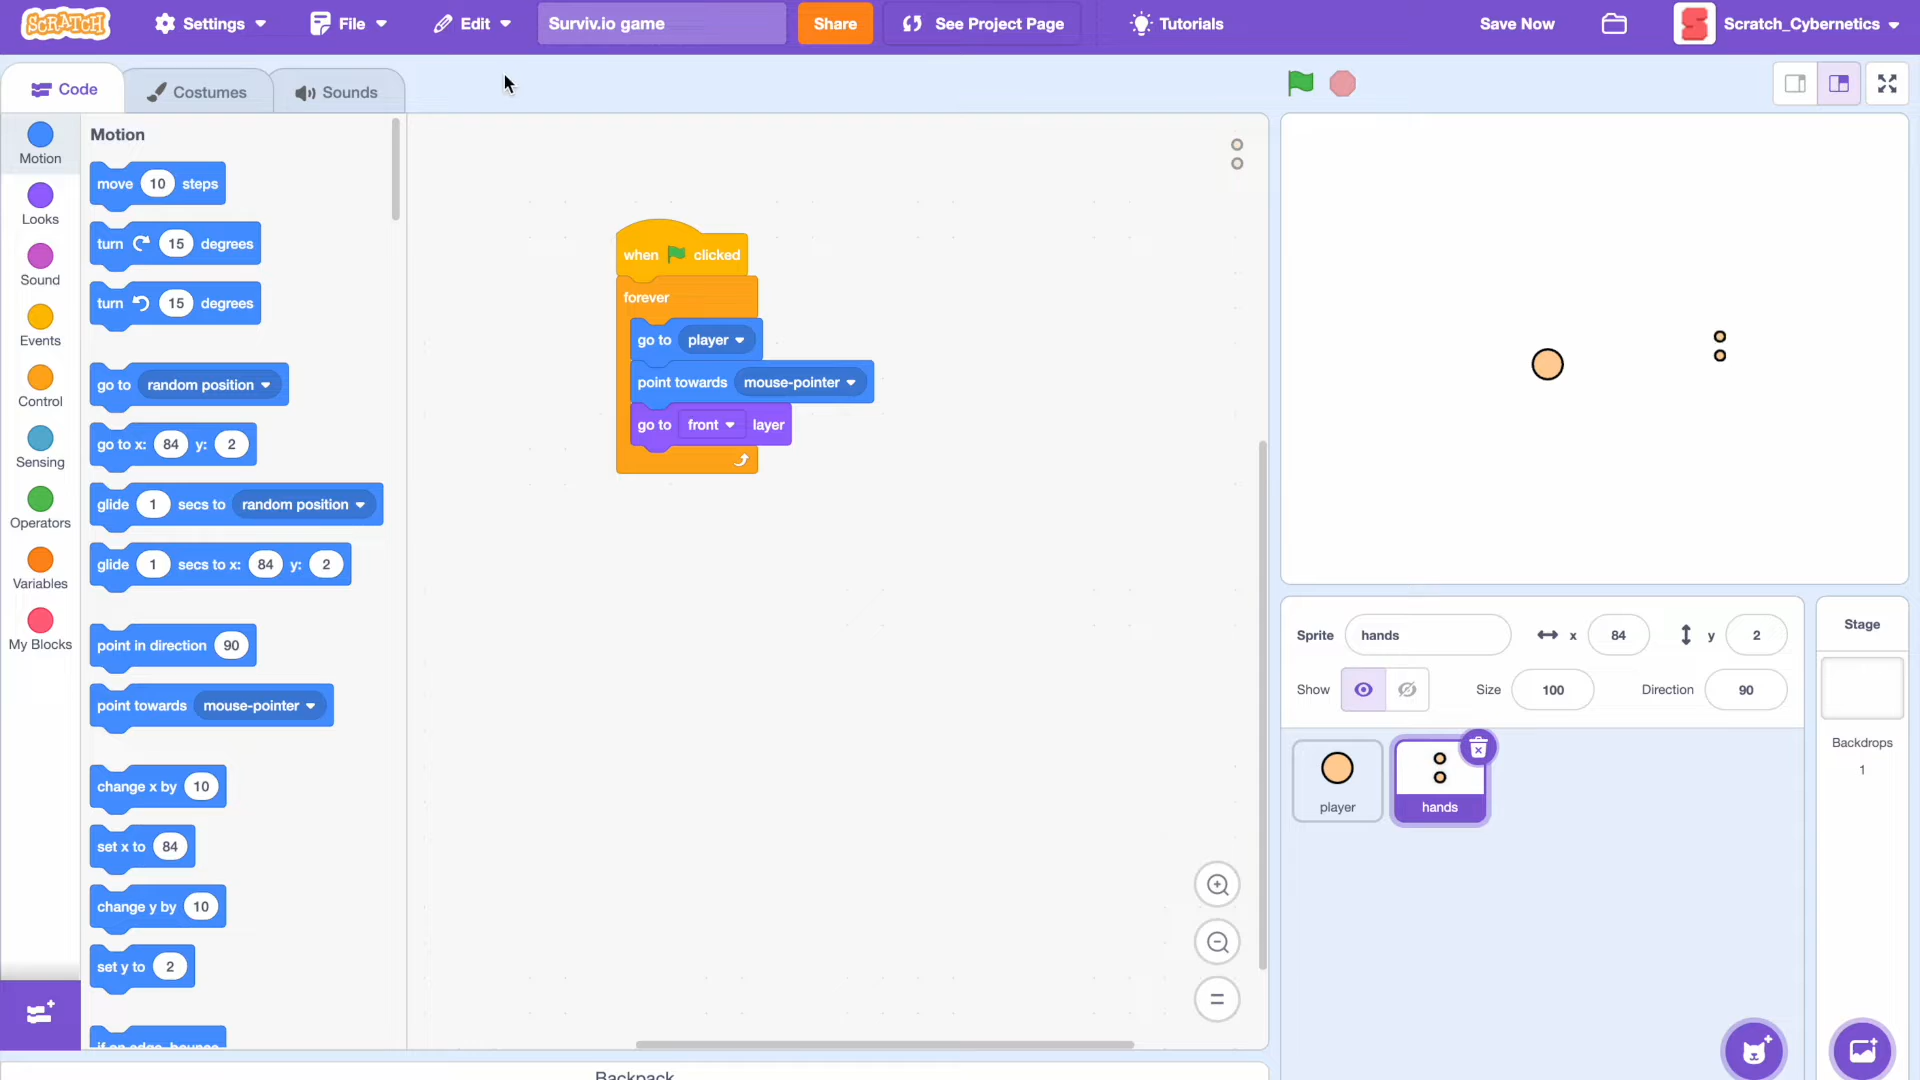 SCRATCH Settings File Edit Surviv.io game Share See Project Page Tutorials Save Now Scratch_Cybernetics
Code Costumes Sounds
Motion
Looks
Sound
Events
Control
Sensing
Operators
Variables
My Blocks
Motion
move 10 steps
turn 15 degrees
turn 15 degrees
go to random position
go to x: 84 y: 2
glide 1 secs to random position
glide 1 secs to x: 84 y: 2
point in direction 90
point towards mouse-pointer
change x by 10
set x to 84
change y by 10
set y to 2
if on edge, bounce
when clicked
forever
go to player
point towards mouse-pointer
go to front layer
Backpack
Sprite hands x 84 y 2
Show Size 100 Direction 90
player
hands
Stage
Backdrops
1